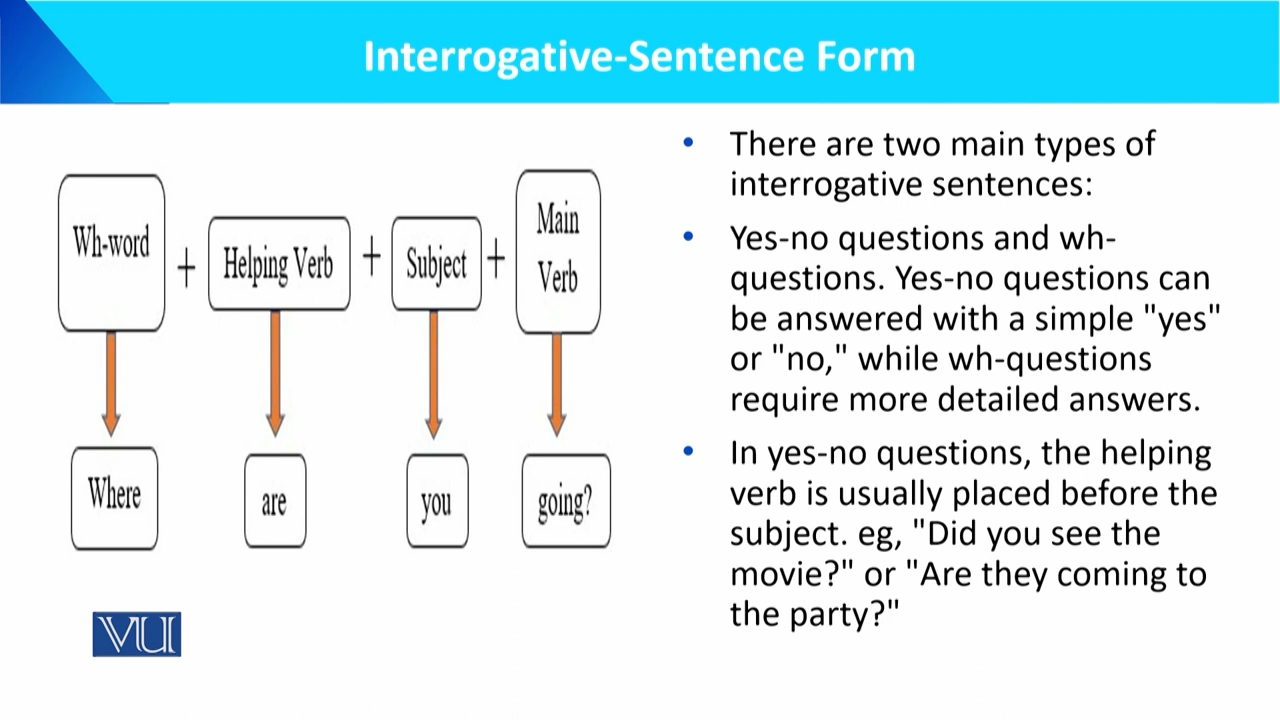 Interrogative-Sentence Form
Wh-word
+
Helping Verb
+
Subject
+
Main
Verb
Where
are
you
going?
VU
• There are two main types of
interrogative sentences:
• Yes-no questions and wh-
questions. Yes-no questions can
be answered with a simple "yes"
or "no," while wh-questions
require more detailed answers.
• In yes-no questions, the helping
verb is usually placed before the
subject. eg, "Did you see the
movie?" or "Are they coming to
the party?"